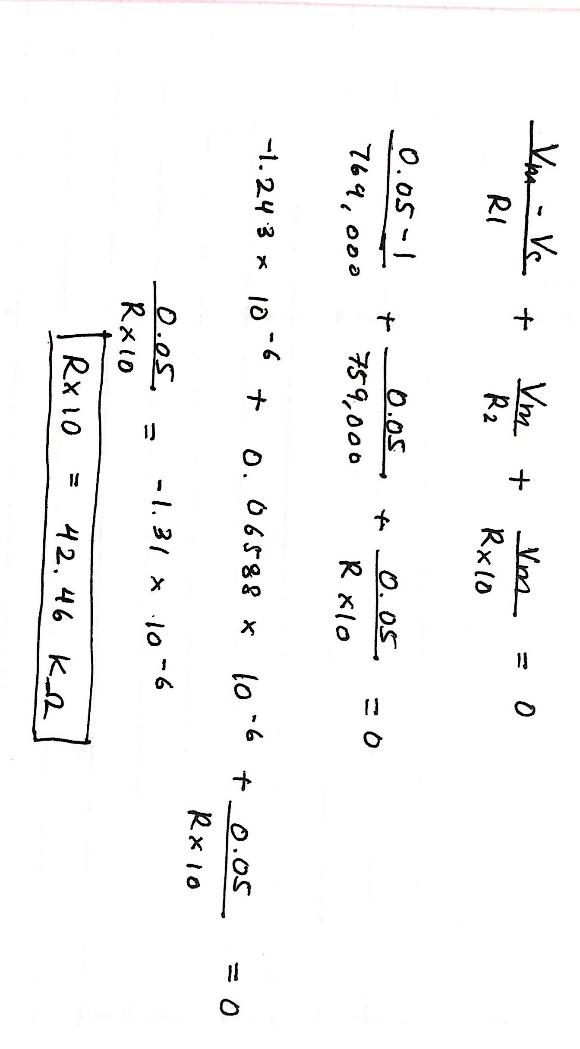 Vm - Vs / R1 + Vm / R2 + Vm / Rx10 = 0
0.05 - 1 / 764,000 + 0.05 / 759,000 + 0.05 / Rx10 = 0
-1.243 x 10^-6 + 0.06588 x 10^-6 + 0.05 / Rx10 = 0
0.05 / Rx10 = -1.31 x 10^-6
Rx10 = 42.46 KΩ